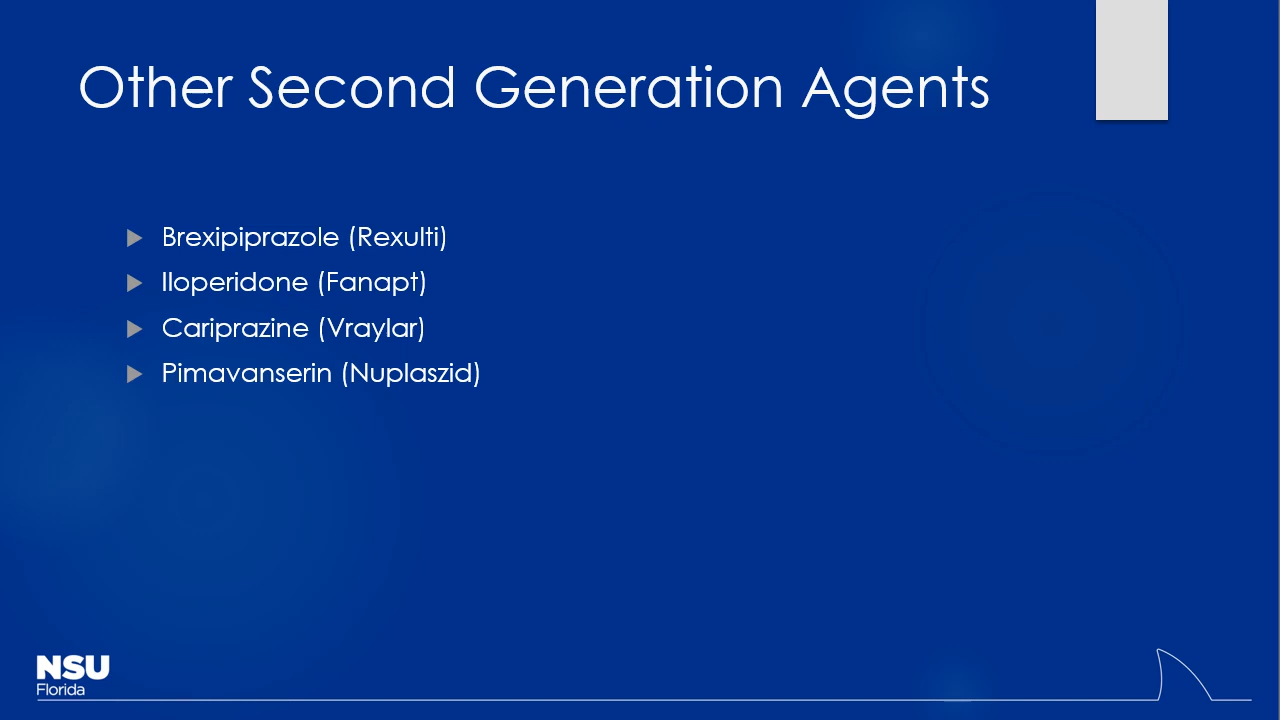 Other Second Generation Agents
Brexipiprazole (Rexulti)
Iloperidone (Fanapt)
Cariprazine (Vraylar)
Pimavanserin (Nuplaszid)
NSU
Florida